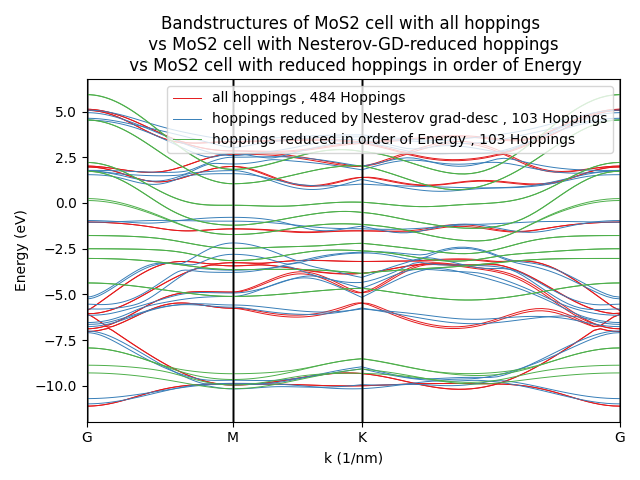 Bandstructures of MoS2 cell with all hoppings
vs MoS2 cell with Nesterov-GD-reduced hoppings
vs MoS2 cell with reduced hoppings in order of Energy
all hoppings , 484 Hoppings
hoppings reduced by Nesterov grad-desc , 103 Hoppings
hoppings reduced in order of Energy , 103 Hoppings
Energy (eV)
5.0
2.5
0.0
−2.5
−5.0
−7.5
−10.0
G M K G
k (1/nm)